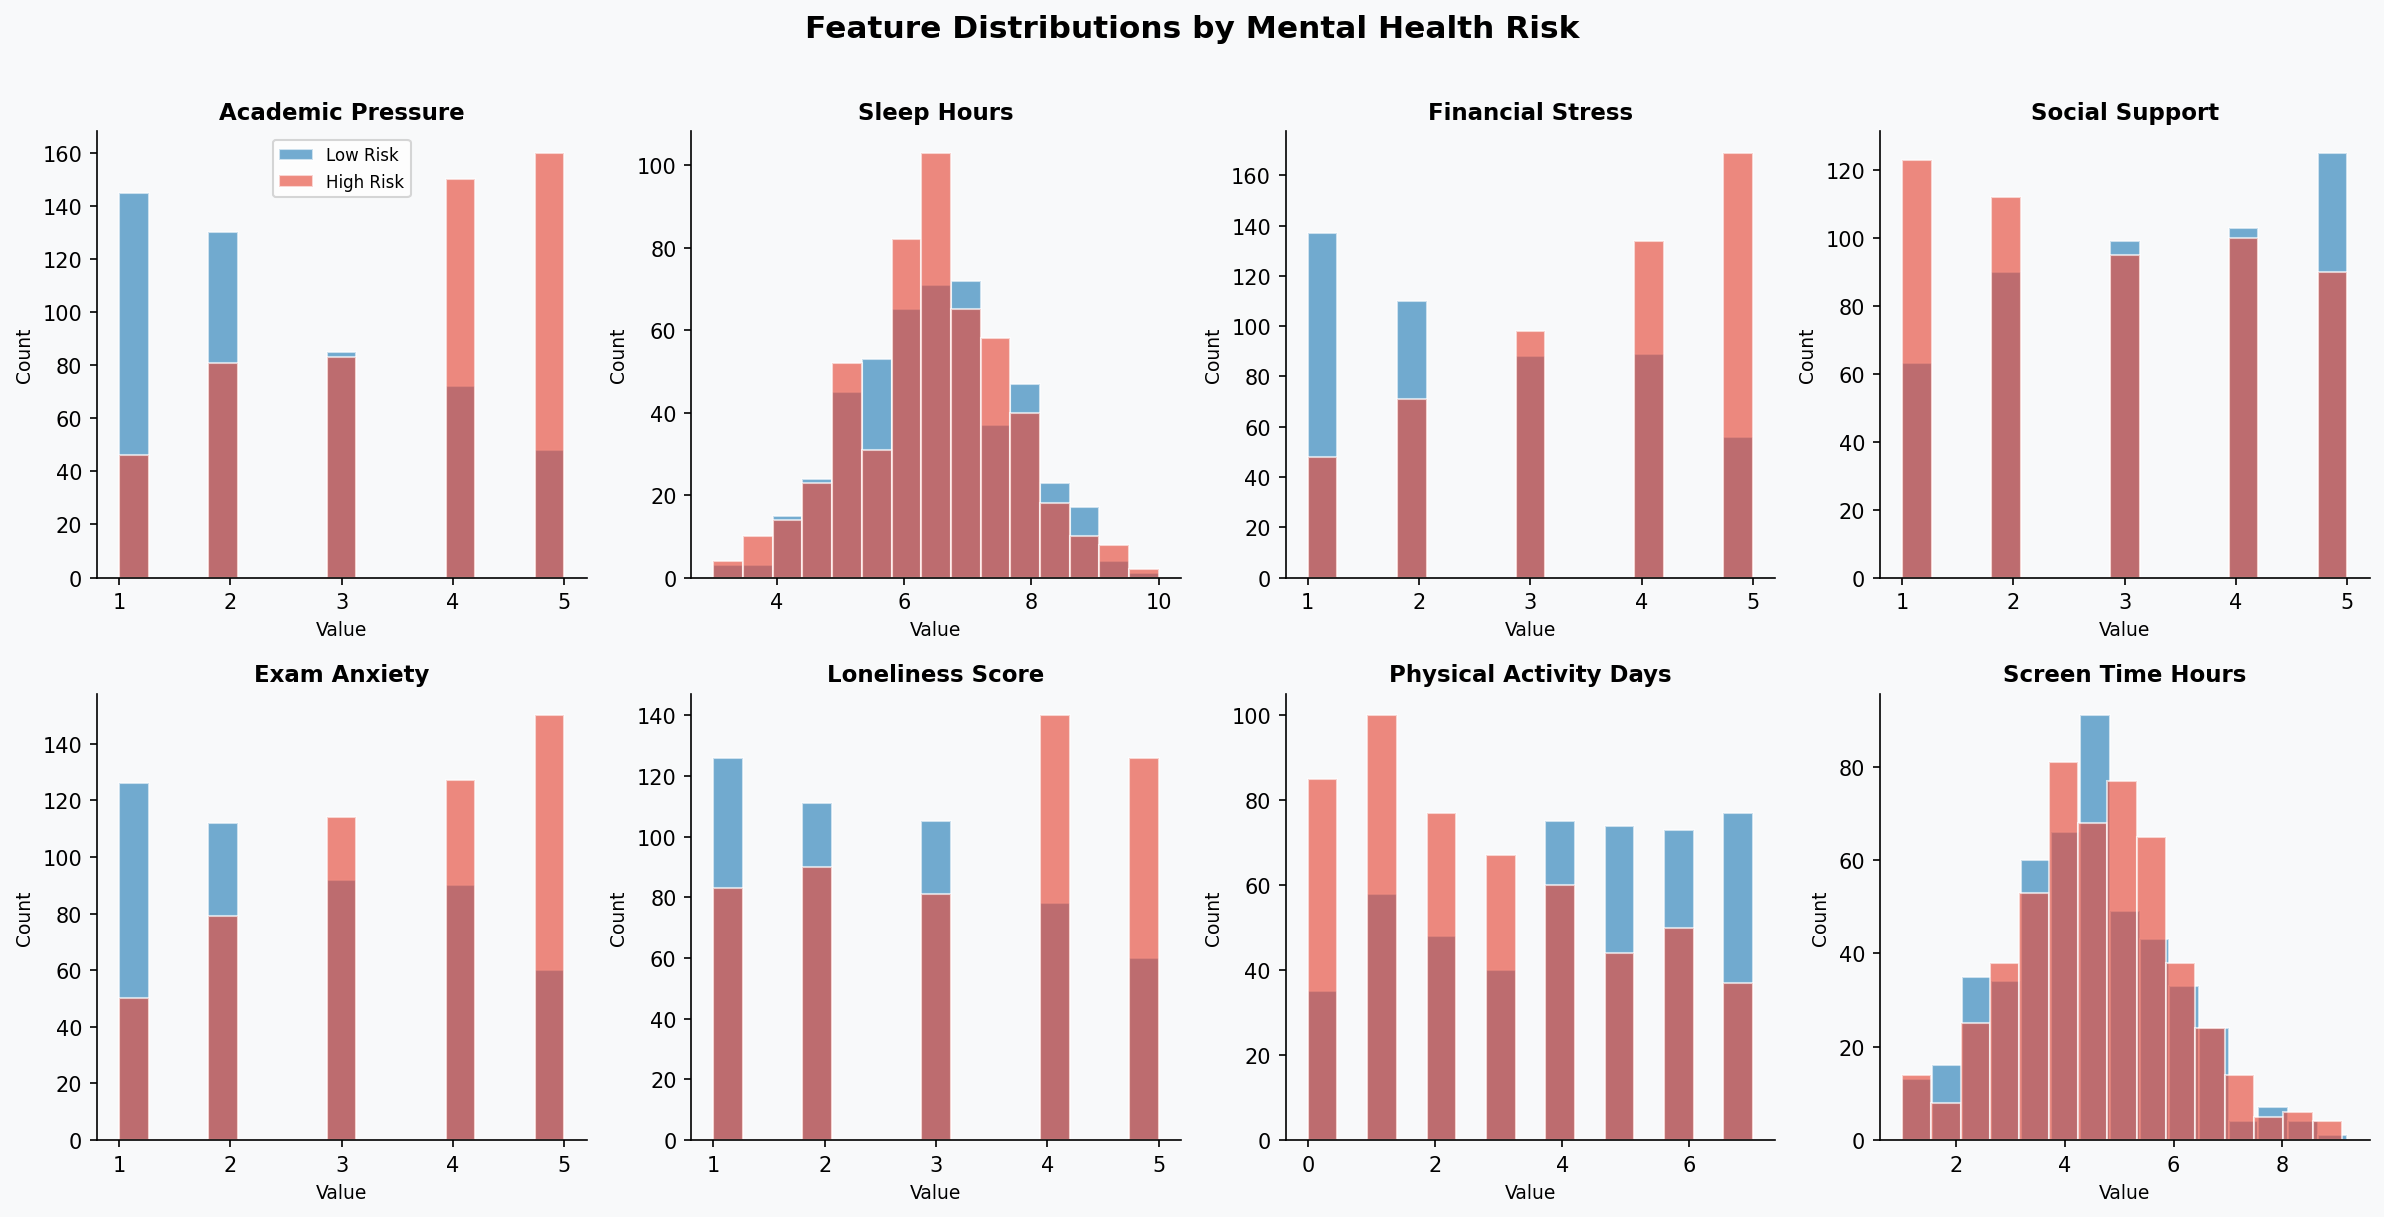 Feature Distributions by Mental Health Risk
Academic Pressure
Low Risk
High Risk
Count
160
140
120
100
80
60
40
20
0
1 2 3 4 5
Value
Sleep Hours
Count
100
80
60
40
20
0
4 6 8 10
Value
Financial Stress
Count
160
140
120
100
80
60
40
20
0
1 2 3 4 5
Value
Social Support
Count
120
100
80
60
40
20
0
1 2 3 4 5
Value
Exam Anxiety
Count
140
120
100
80
60
40
20
0
1 2 3 4 5
Value
Loneliness Score
Count
140
120
100
80
60
40
20
0
1 2 3 4 5
Value
Physical Activity Days
Count
100
80
60
40
20
0
0 2 4 6
Value
Screen Time Hours
Count
80
60
40
20
0
2 4 6 8
Value